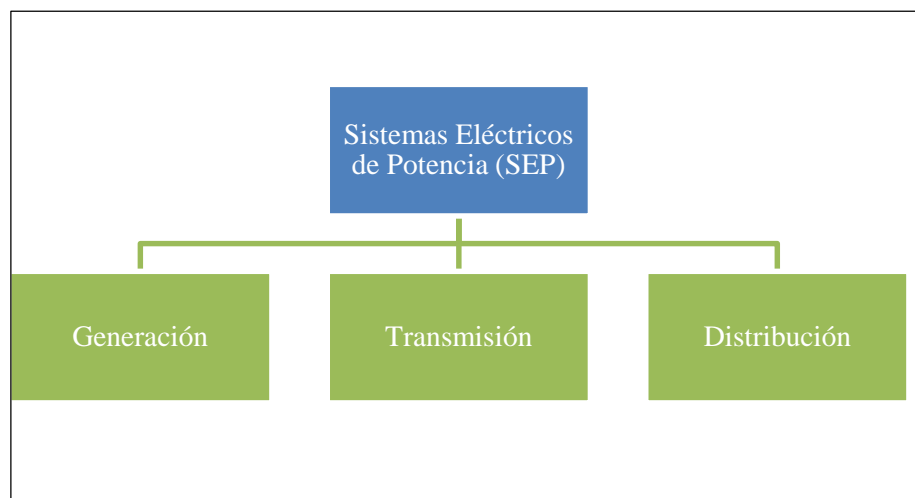 Sistemas Eléctricos
de Potencia (SEP)
Generación
Transmisión
Distribución